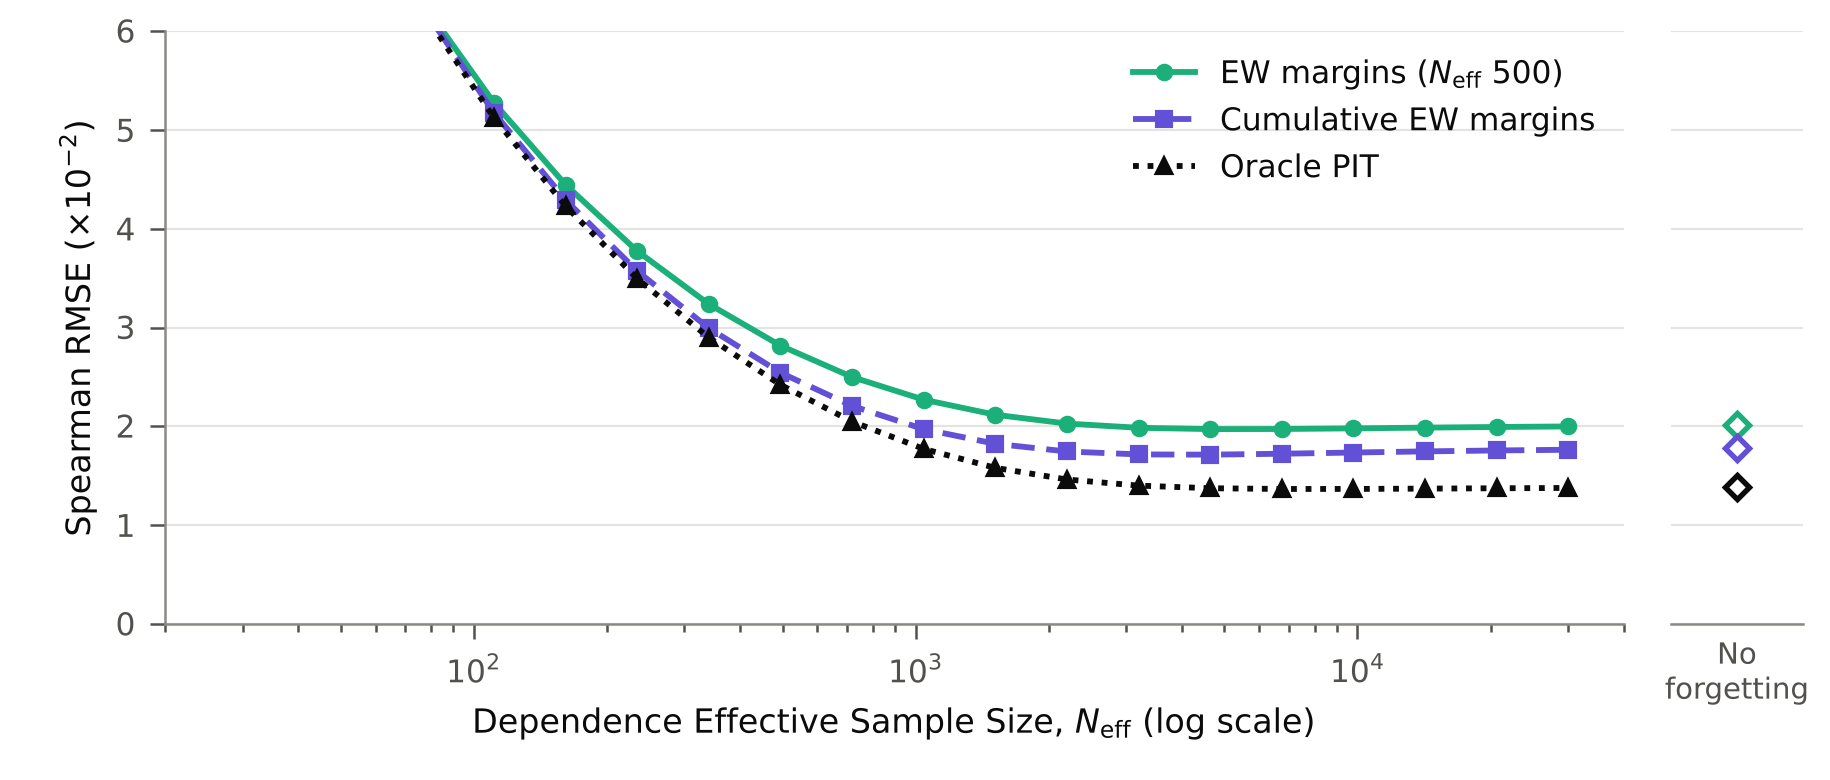 6
5
4
3
2
1
0
Spearman RMSE (×10⁻²)
EW margins (Neff 500)
Cumulative EW margins
Oracle PIT
10² 10³ 10⁴
No
forgetting
Dependence Effective Sample Size, Neff (log scale)